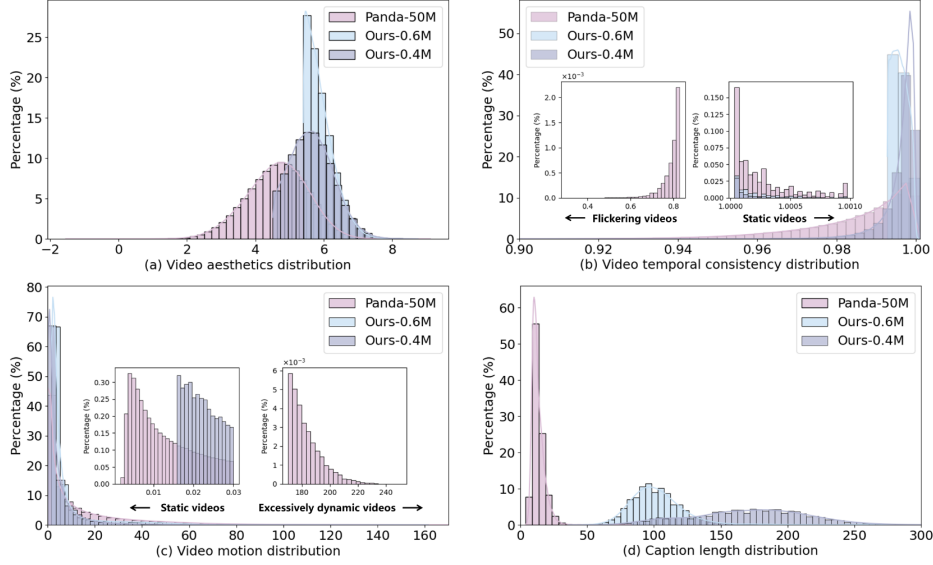 Panda-50M
Ours-0.6M
Ours-0.4M
Percentage (%)
25
20
15
10
5
0
−2 0 2 4 6 8
(a) Video aesthetics distribution
Panda-50M
Ours-0.6M
Ours-0.4M
Percentage (%)
50
40
30
20
10
0
0.90 0.92 0.94 0.96 0.98 1.00
×10⁻³
Percentage (%)
2.0
1.5
1.0
0.5
0.0
0.4 0.6 0.8
Flickering videos
Percentage (%)
0.150
0.125
0.100
0.075
0.050
0.025
0.000
1.0000 1.0005 1.0010
Static videos
(b) Video temporal consistency distribution
Panda-50M
Ours-0.6M
Ours-0.4M
Percentage (%)
80
70
60
50
40
30
20
10
0
0 20 40 60 80 100 120 140 160
Percentage (%)
0.30
0.25
0.20
0.15
0.10
0.05
0.00
0.01 0.02 0.03
Static videos
×10⁻³
Percentage (%)
6
5
4
3
2
1
0
180 200 220 240
Excessively dynamic videos
(c) Video motion distribution
Panda-50M
Ours-0.6M
Ours-0.4M
Percentage (%)
60
50
40
30
20
10
0
0 50 100 150 200 250 300
(d) Caption length distribution